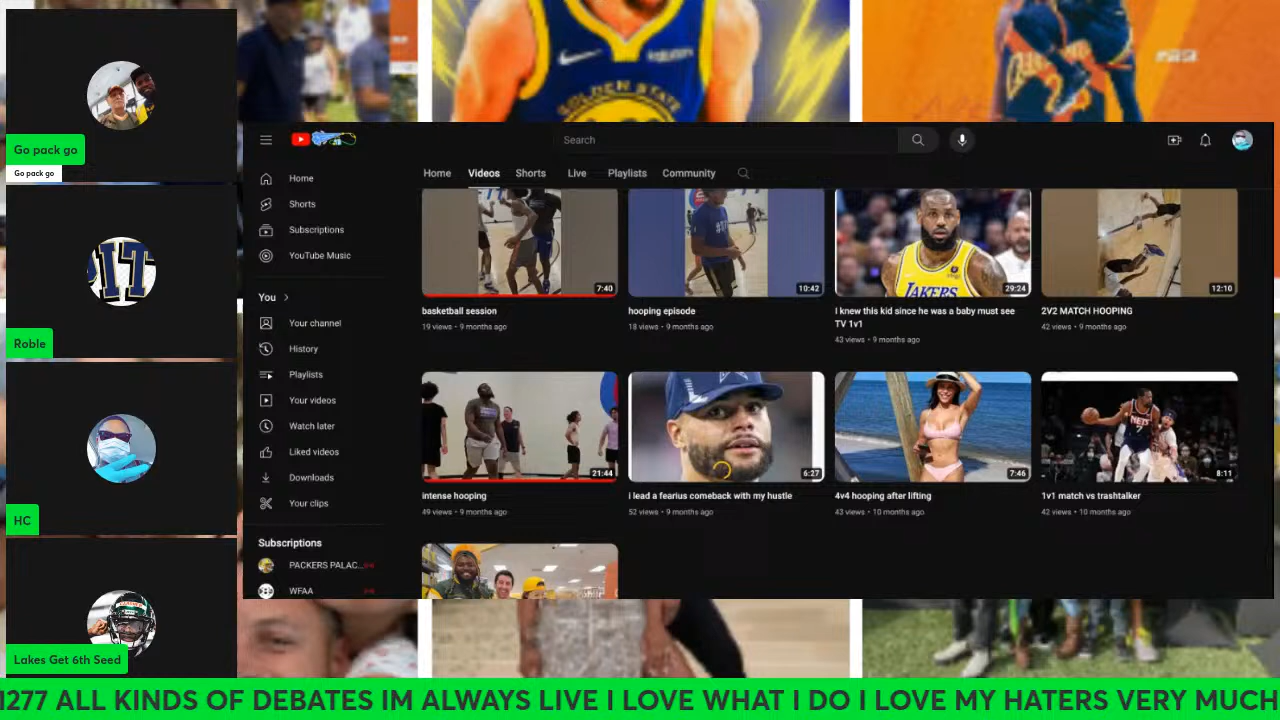 GOLDEN STATE
Go pack go
Go pack go
Roble
HC
Lakes Get 6th Seed
Search
Home
Videos
Shorts
Live
Playlists
Community
Home
Shorts
Subscriptions
YouTube Music
You
Your channel
History
Playlists
Your videos
Watch later
Liked videos
Downloads
Your clips
Subscriptions
PACKERS PALAC...
WFAA
7:40
10:42
LAKERS
29:24
12:10
basketball session
19 views • 9 months ago
hooping episode
18 views • 9 months ago
I knew this kid since he was a baby must see
TV 1v1
43 views • 9 months ago
2V2 MATCH HOOPING
42 views • 9 months ago
21:44
6:27
7:46
NETS
8:11
intense hooping
49 views • 9 months ago
i lead a fearius comeback with my hustle
52 views • 9 months ago
4v4 hooping after lifting
43 views • 10 months ago
1v1 match vs trashtalker
42 views • 10 months ago
1277 ALL KINDS OF DEBATES IM ALWAYS LIVE I LOVE WHAT I DO I LOVE MY HATERS VERY MUCH